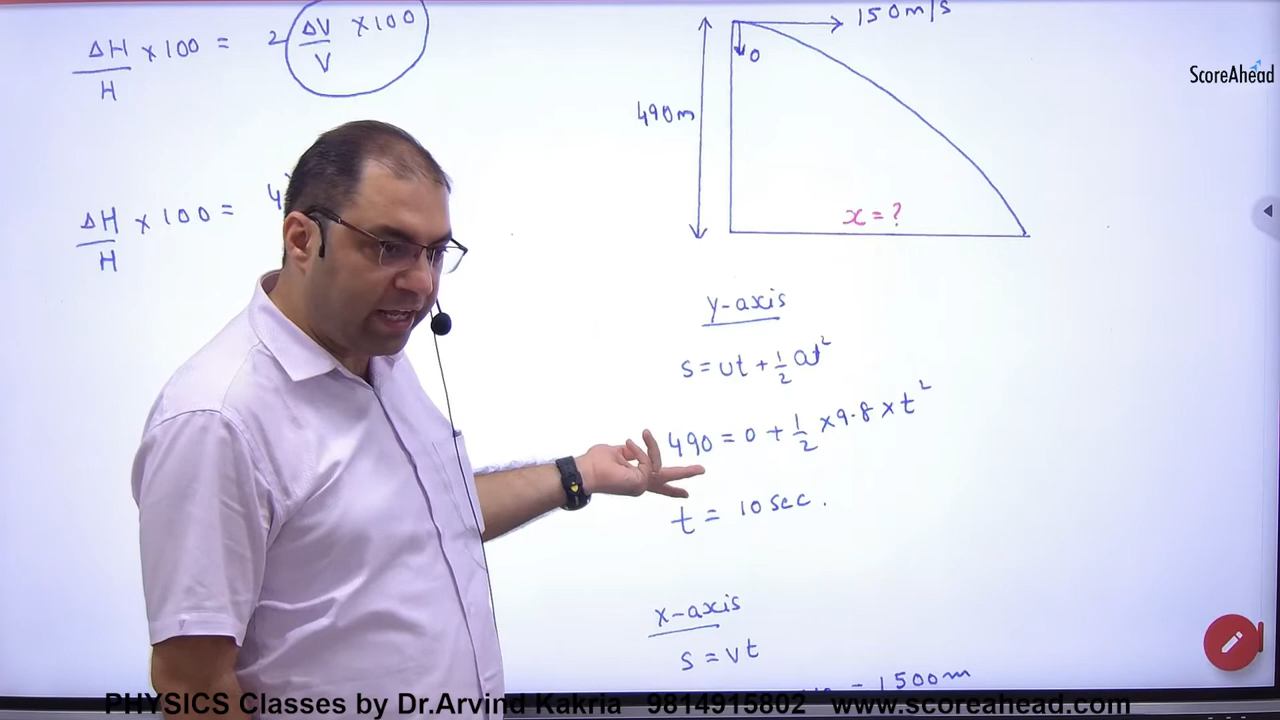 ΔH/H × 100 = 2 ΔV/V × 100
ΔH/H × 100 = 4
150 m/s
0
490m
x = ?
y-axis
s = ut + 1/2 at²
490 = 0 + 1/2 × 9.8 × t²
t = 10 sec.
x-axis
s = vt
= 1500m
ScoreAhead
PHYSICS Classes by Dr.Arvind Kakria 9814915802 www.scoreahead.com